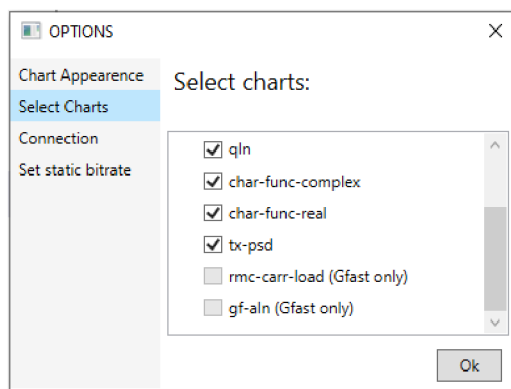 OPTIONS
Chart Appearence
Select Charts
Connection
Set static bitrate
Select charts:
qln
char-func-complex
char-func-real
tx-psd
rmc-carr-load (Gfast only)
gf-aln (Gfast only)
Ok